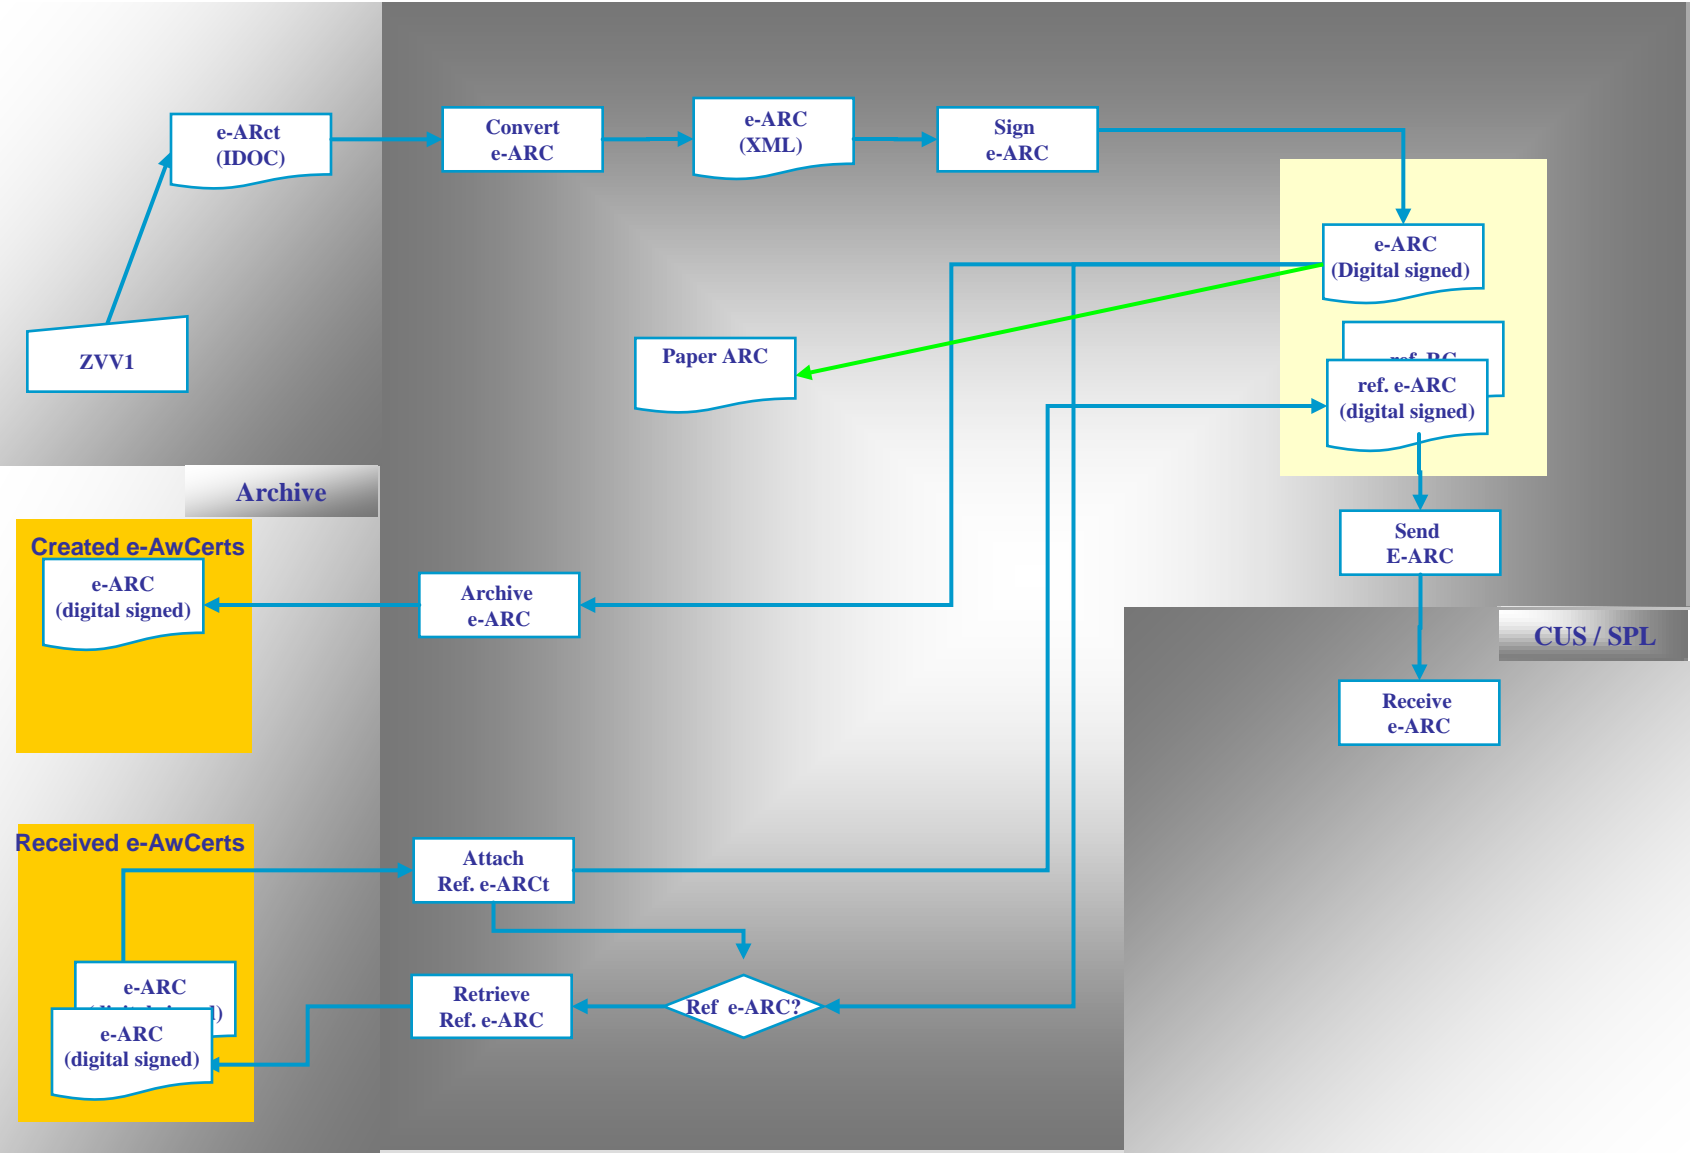 e-ARct
(IDOC)
Convert
e-ARC
e-ARC
(XML)
Sign
e-ARC
e-ARC
(Digital signed)
ZVV1
Paper ARC
ref. e-ARC
(digital signed)
Archive
Created e-AwCerts
e-ARC
(digital signed)
Archive
e-ARC
Send
E-ARC
CUS / SPL
Receive
e-ARC
Received e-AwCerts
Attach
Ref. e-ARCt
e-ARC
e-ARC
(digital signed)
Retrieve
Ref. e-ARC
Ref e-ARC?